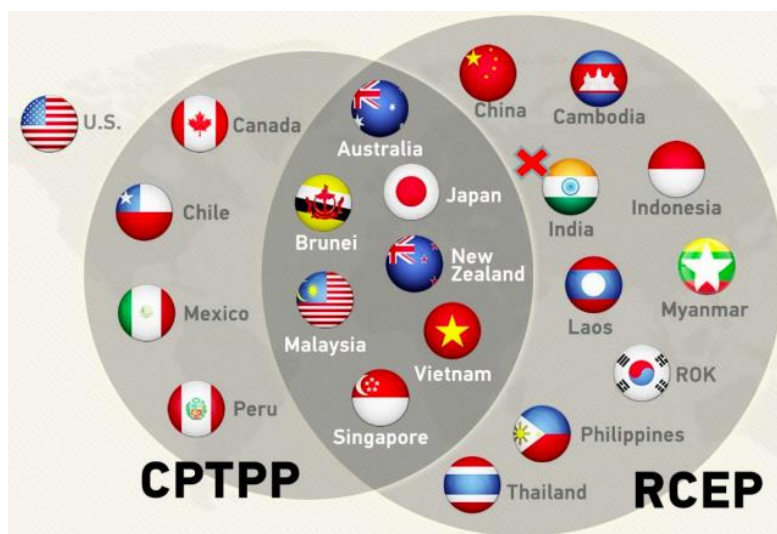 U.S.
Canada
Chile
Mexico
Peru
CPTPP
Australia
Japan
Brunei
New
Zealand
Malaysia
Vietnam
Singapore
China
Cambodia
India
Indonesia
Laos
Myanmar
ROK
Philippines
Thailand
RCEP